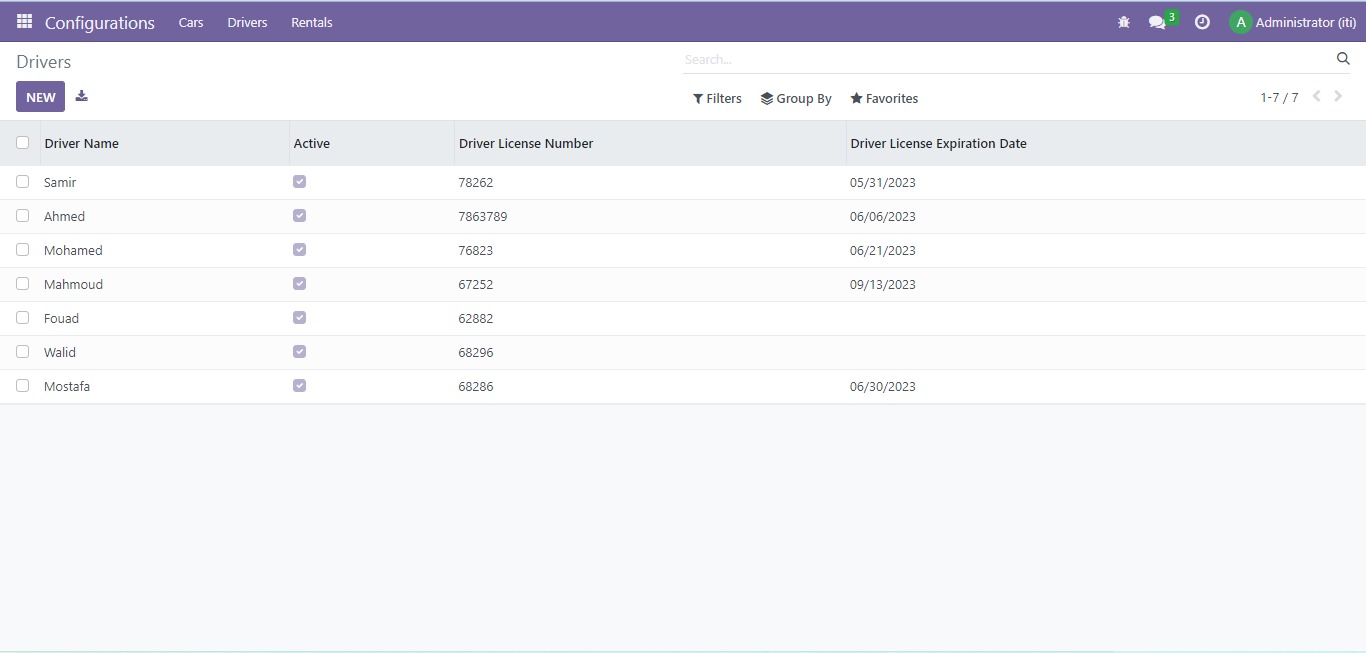 Configurations Cars Drivers Rentals 3 A Administrator (iti)
Drivers Search...
NEW Filters Group By Favorites 1-7 / 7
Driver Name Active Driver License Number Driver License Expiration Date
Samir 78262 05/31/2023
Ahmed 7863789 06/06/2023
Mohamed 76823 06/21/2023
Mahmoud 67252 09/13/2023
Fouad 62882
Walid 68296
Mostafa 68286 06/30/2023